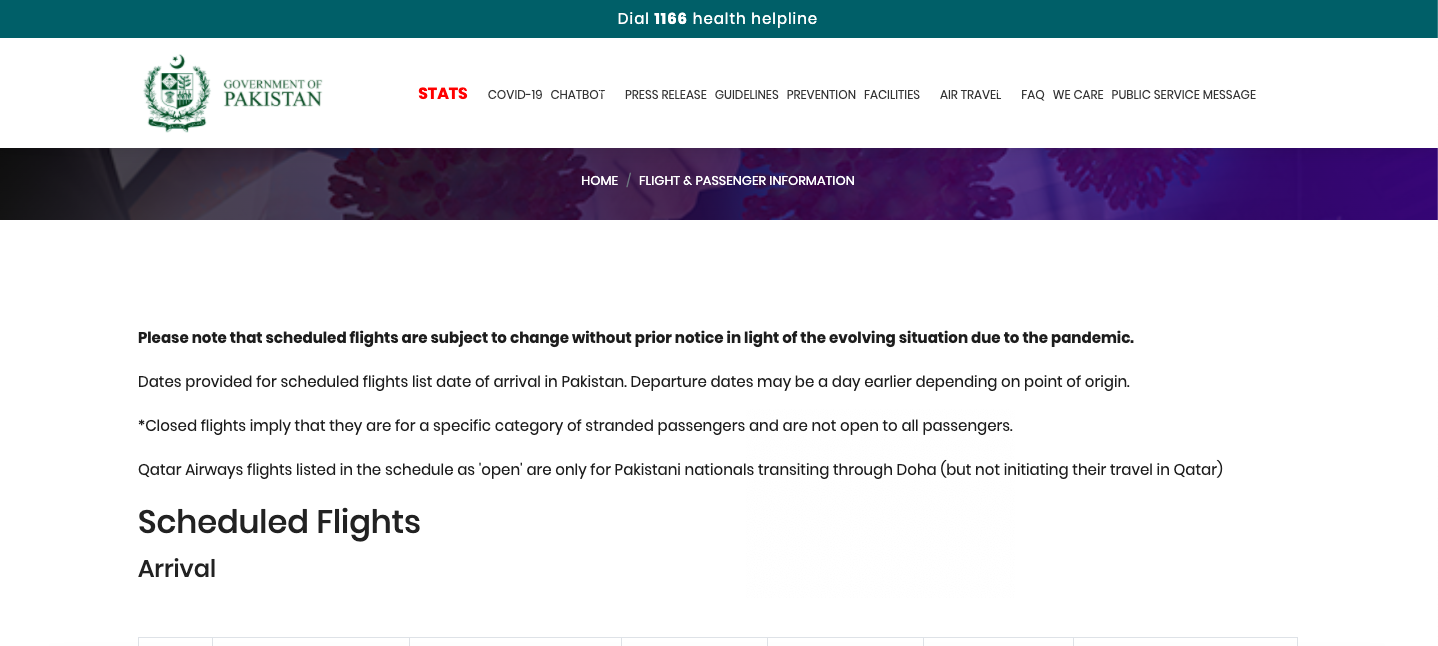 Dial 1166 health helpline
GOVERNMENT OF
PAKISTAN
STATS COVID-19 CHATBOT PRESS RELEASE GUIDELINES PREVENTION FACILITIES AIR TRAVEL FAQ WE CARE PUBLIC SERVICE MESSAGE
HOME / FLIGHT & PASSENGER INFORMATION
Please note that scheduled flights are subject to change without prior notice in light of the evolving situation due to the pandemic.
Dates provided for scheduled flights list date of arrival in Pakistan. Departure dates may be a day earlier depending on point of origin.
*Closed flights imply that they are for a specific category of stranded passengers and are not open to all passengers.
Qatar Airways flights listed in the schedule as 'open' are only for Pakistani nationals transiting through Doha (but not initiating their travel in Qatar)
Scheduled Flights
Arrival